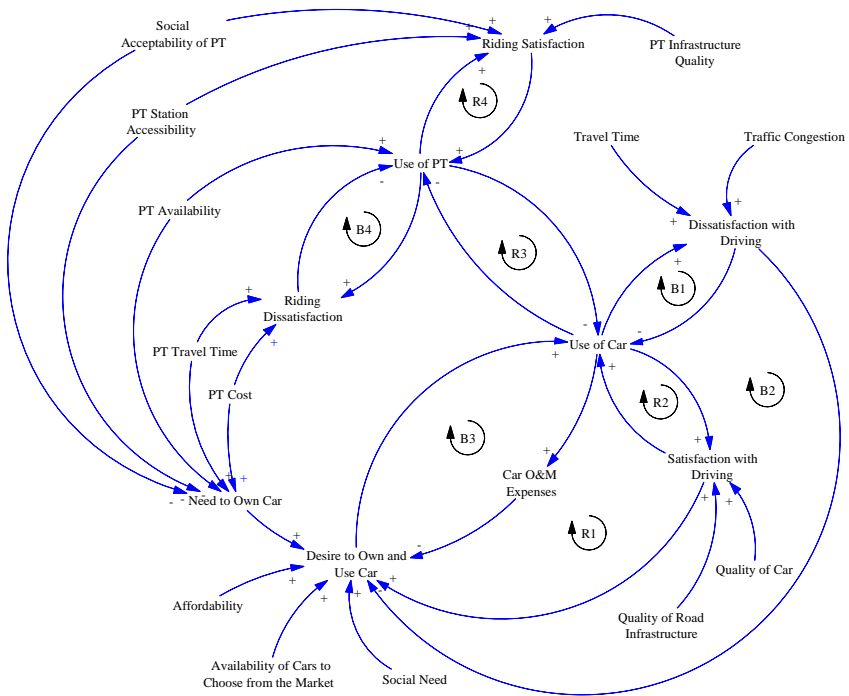 Social
Acceptability of PT
+
+
+
Riding Satisfaction
PT Infrastructure
Quality
+
R4
PT Station
Accessibility
Travel Time
Traffic Congestion
+
+
Use of PT
-
-
PT Availability
+
+
Dissatisfaction with
Driving
B4
R3
+
B1
+
+
Riding
Dissatisfaction
-
-
+
Use of Car
+
+
PT Travel Time
PT Cost
R2
B2
B3
+
+
Satisfaction with
Driving
Car O&M
Expenses
+
+
- - - -
Need to Own Car
+
+
R1
+
-
Desire to Own and
Use Car
Quality of Car
+
+
+
-
+
+
Affordability
Quality of Road
Infrastructure
Availability of Cars to
Choose from the Market
Social Need